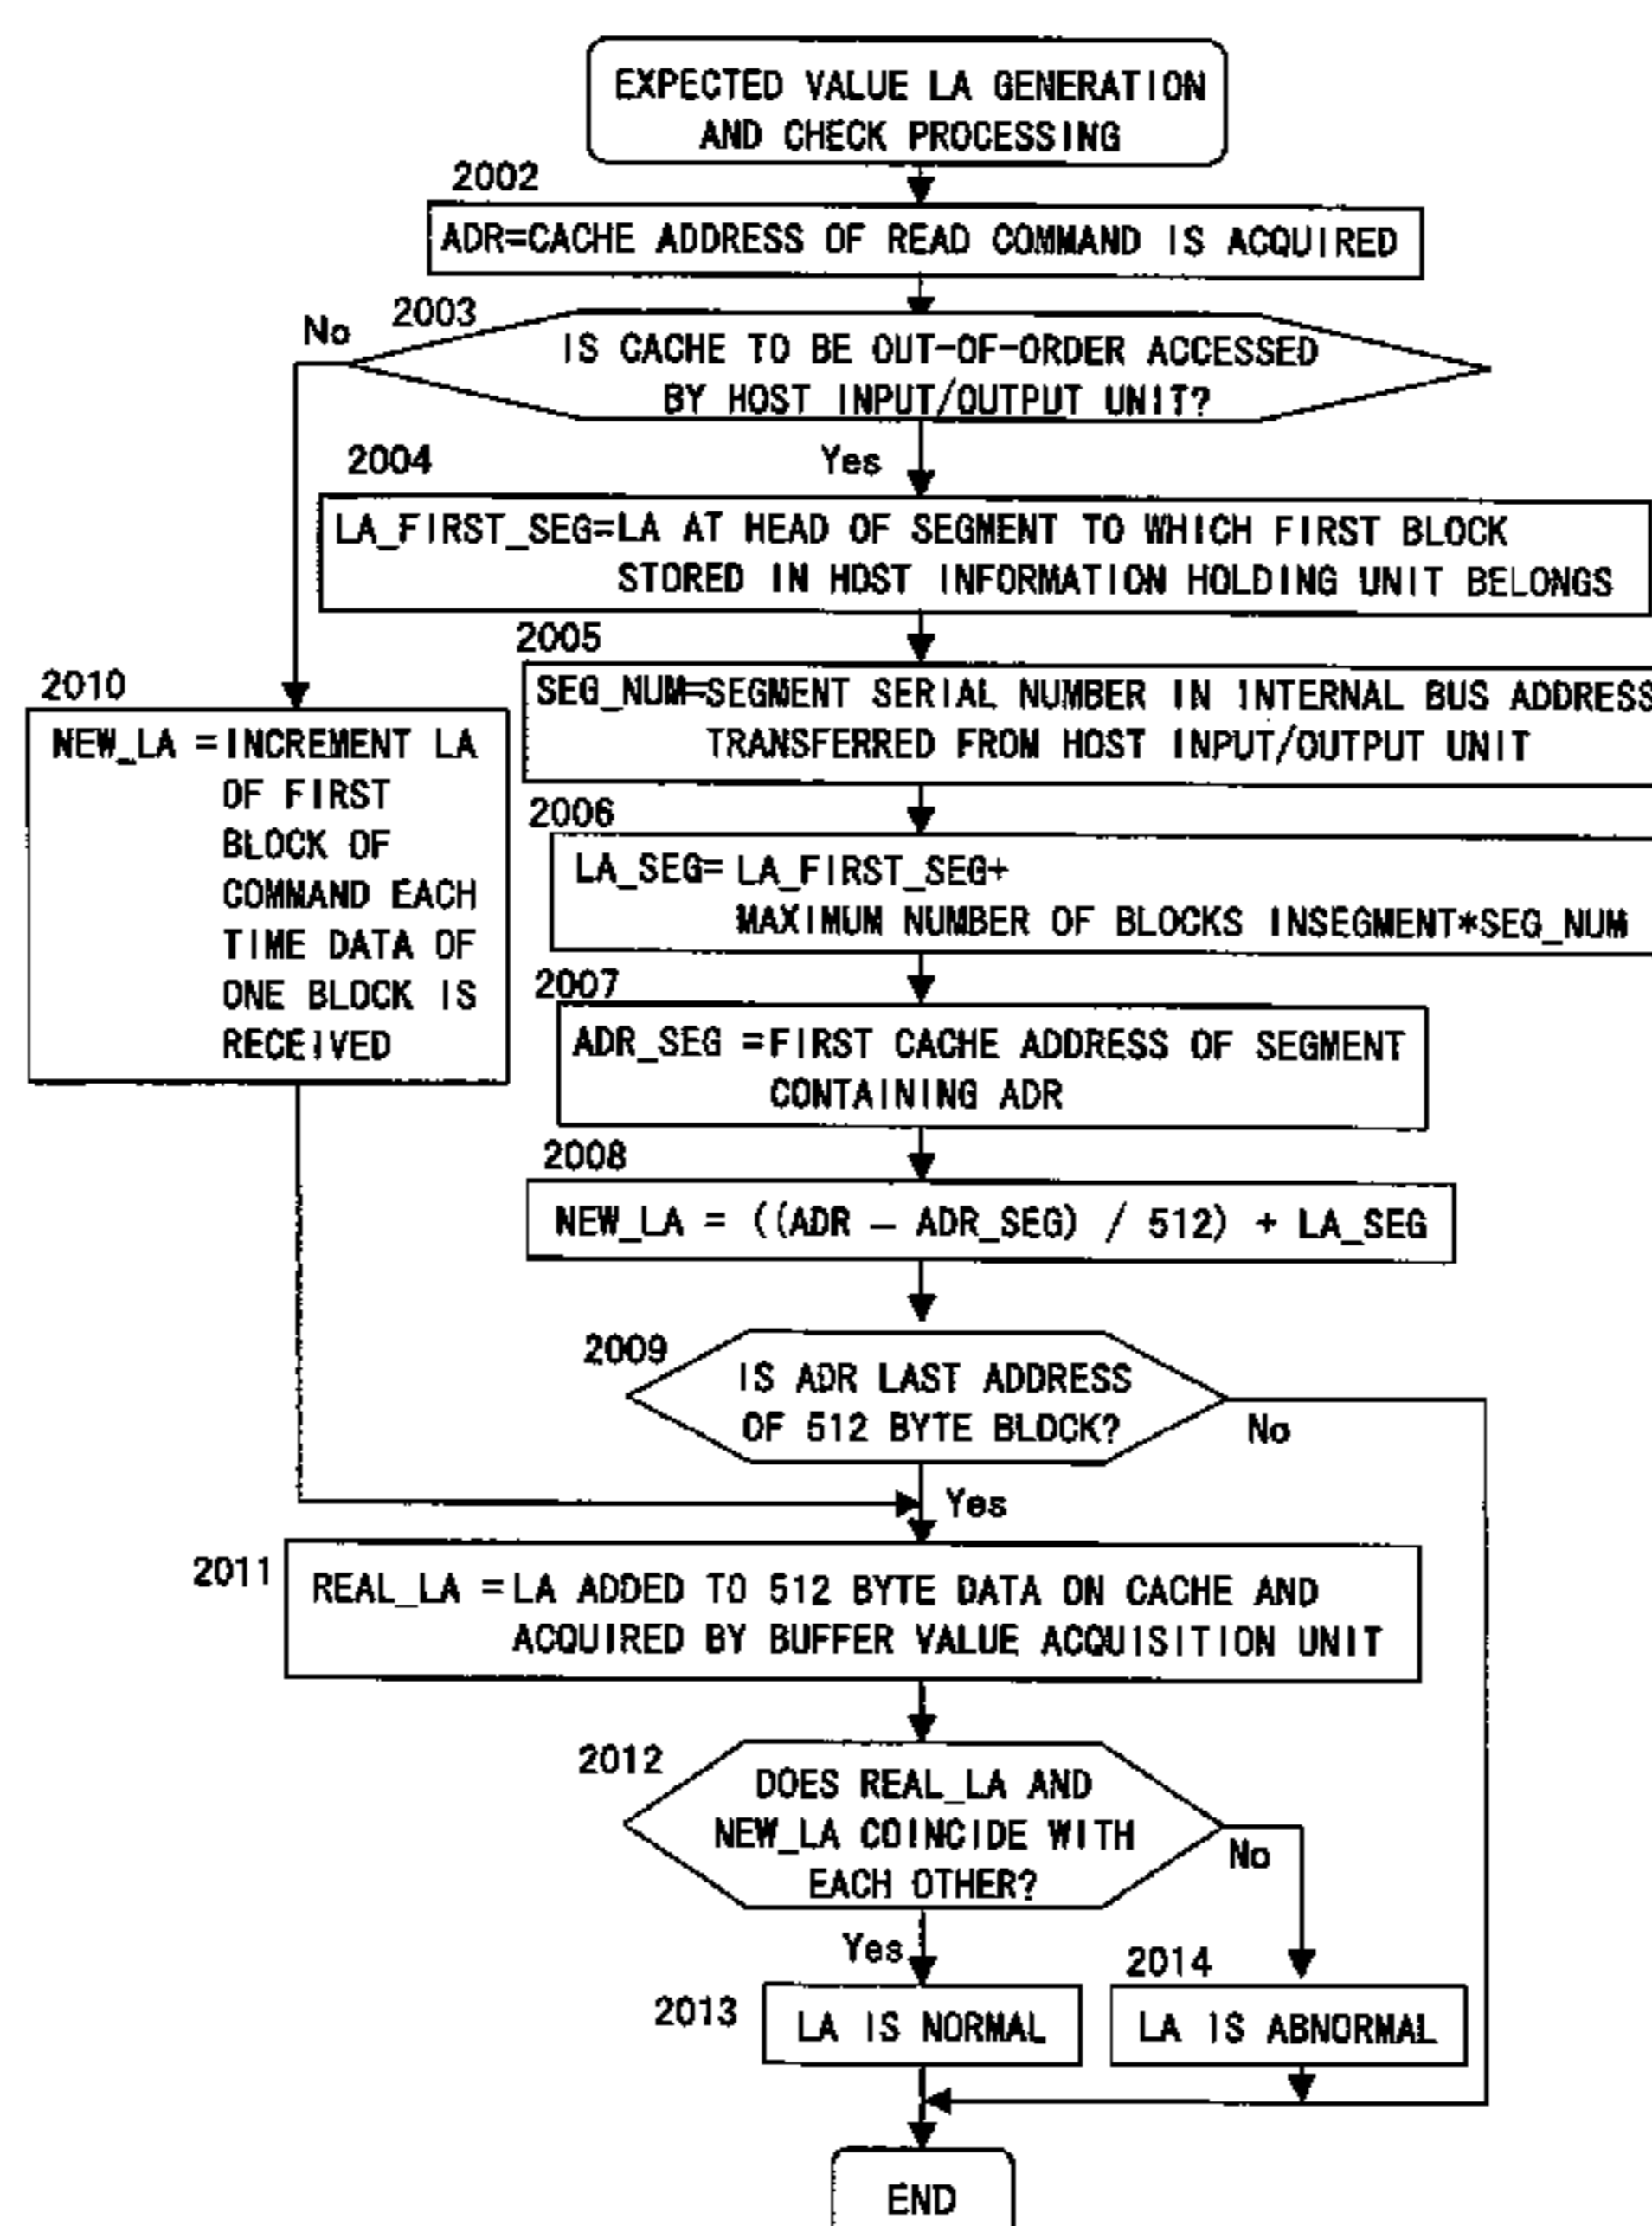 EXPECTED VALUE LA GENERATION
AND CHECK PROCESSING
2002
ADR=CACHE ADDRESS OF READ COMMAND IS ACQUIRED
2003
No
IS CACHE TO BE OUT-OF-ORDER ACCESSED
BY HOST INPUT/OUTPUT UNIT?
Yes
2004
LA_FIRST_SEG=LA AT HEAD OF SEGMENT TO WHICH FIRST BLOCK
STORED IN HOST INFORMATION HOLDING UNIT BELONGS
2005
SEG_NUM=SEGMENT SERIAL NUMBER IN INTERNAL BUS ADDRESS
TRANSFERRED FROM HOST INPUT/OUTPUT UNIT
2010
NEW_LA =INCREMENT LA
OF FIRST
BLOCK OF
COMMAND EACH
TIME DATA OF
ONE BLOCK IS
RECEIVED
2006
LA_SEG= LA_FIRST_SEG+
MAXIMUM NUMBER OF BLOCKS INSEGMENT*SEG_NUM
2007
ADR_SEG =FIRST CACHE ADDRESS OF SEGMENT
CONTAINING ADR
2008
NEW_LA = ((ADR - ADR_SEG) / 512) + LA_SEG
2009
IS ADR LAST ADDRESS
OF 512 BYTE BLOCK?
No
Yes
2011
REAL_LA =LA ADDED TO 512 BYTE DATA ON CACHE AND
ACQUIRED BY BUFFER VALUE ACQUISITION UNIT
2012
DOES REAL_LA AND
NEW_LA COINCIDE WITH
EACH OTHER?
No
Yes
2013
LA IS NORMAL
2014
LA IS ABNORMAL
END